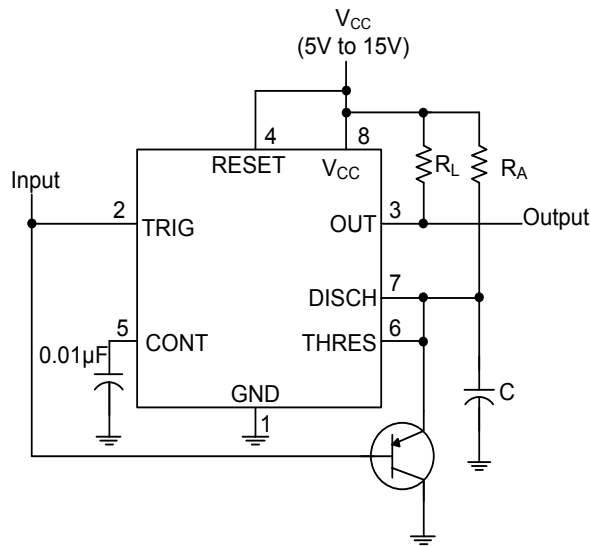 VCC
(5V to 15V)
4
8
RESET
VCC
RL
RA
Input
2
TRIG
OUT
3
Output
DISCH
7
5
CONT
THRES
6
0.01µF
C
GND
1